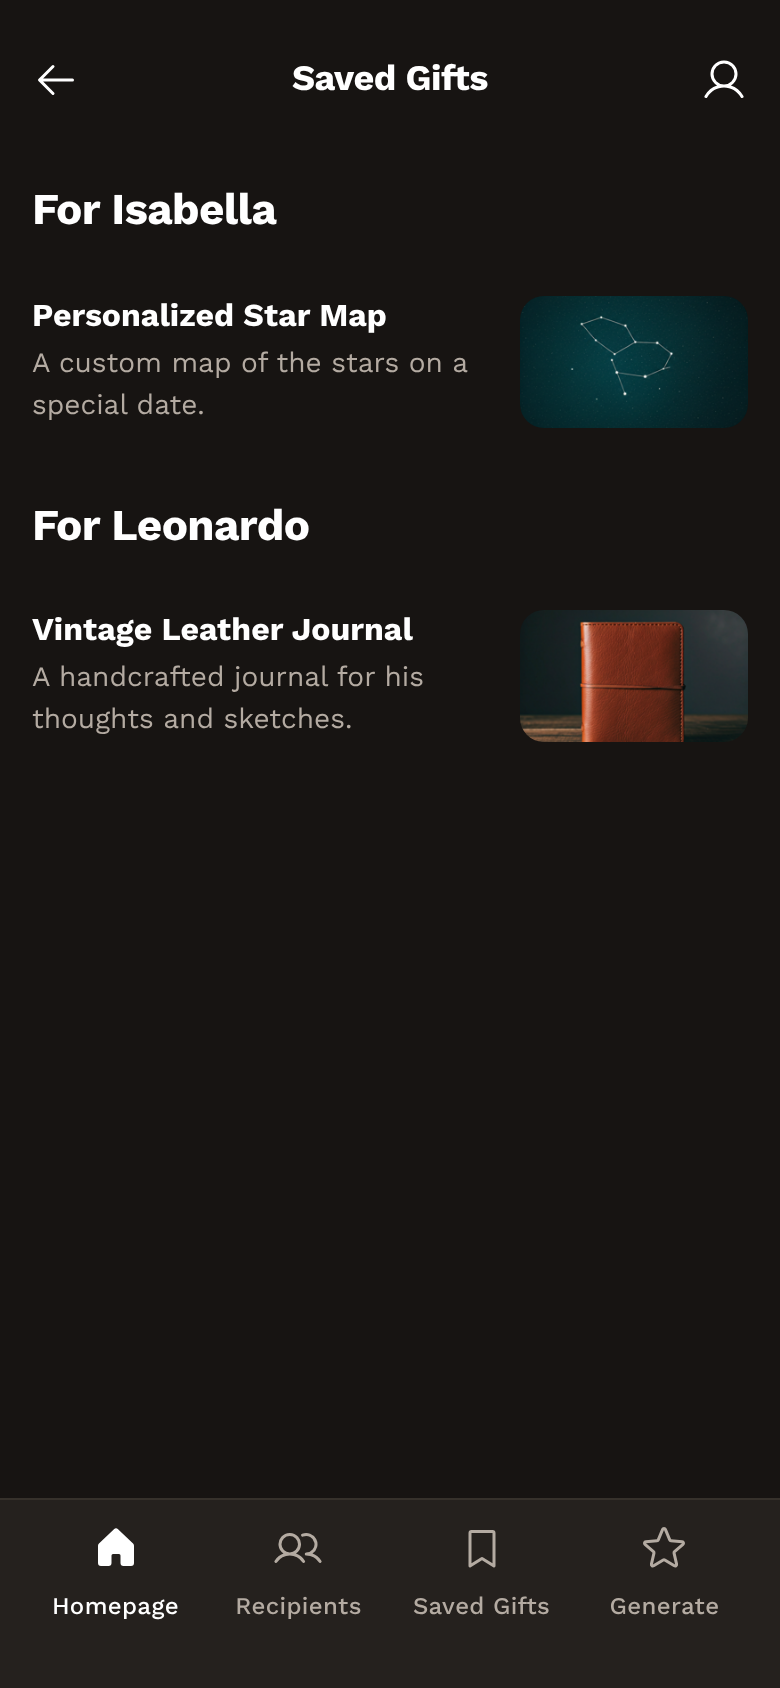 Saved Gifts
For Isabella
Personalized Star Map
A custom map of the stars on a
special date.
For Leonardo
Vintage Leather Journal
A handcrafted journal for his
thoughts and sketches.
Homepage
Recipients
Saved Gifts
Generate